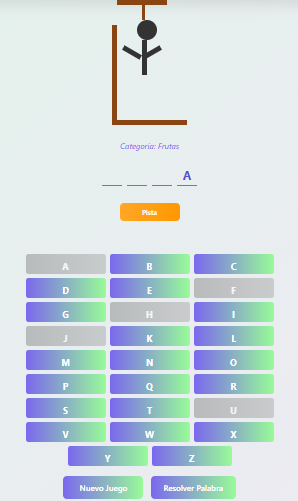 Categoría: Frutas
A
Pista
A B C
D E F
G H I
J K L
M N O
P Q R
S T U
V W X
Y Z
Nuevo Juego Resolver Palabra